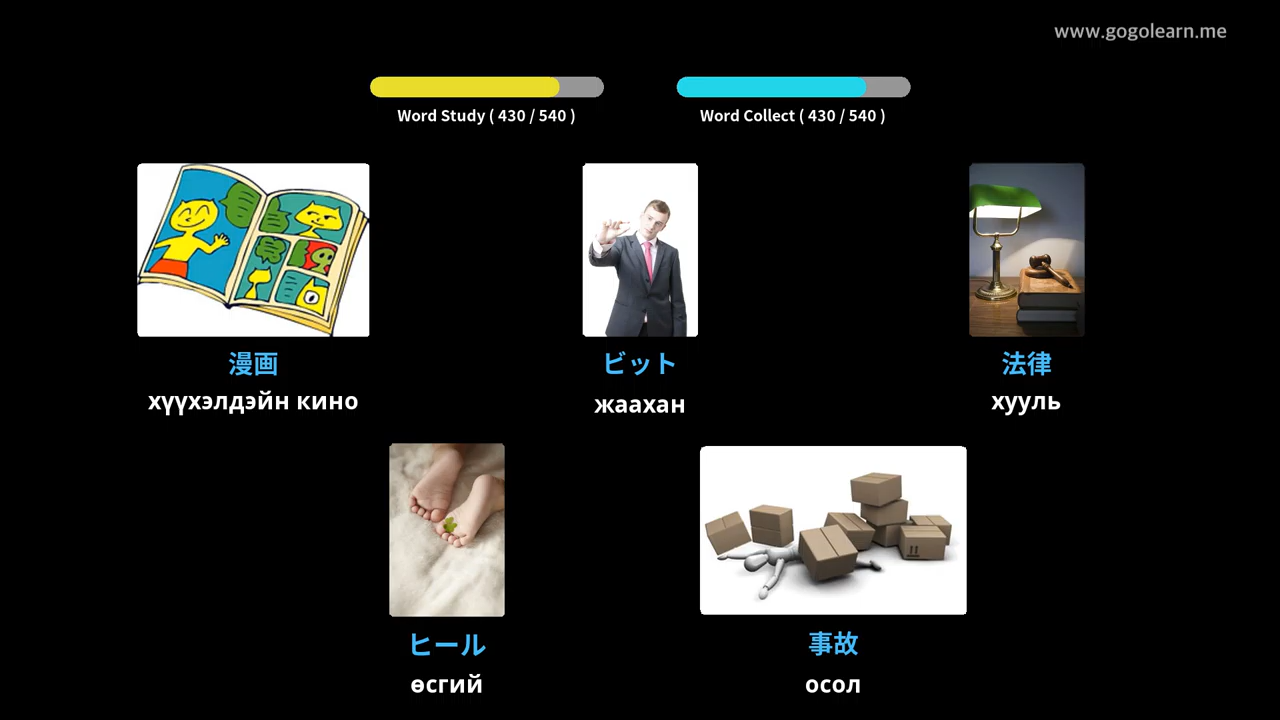 www.gogolearn.me
Word Study ( 430 / 540 )
Word Collect ( 430 / 540 )
漫画
хүүхэлдэйн кино
ビット
жаахан
法律
хууль
ヒール
өсгий
事故
осол